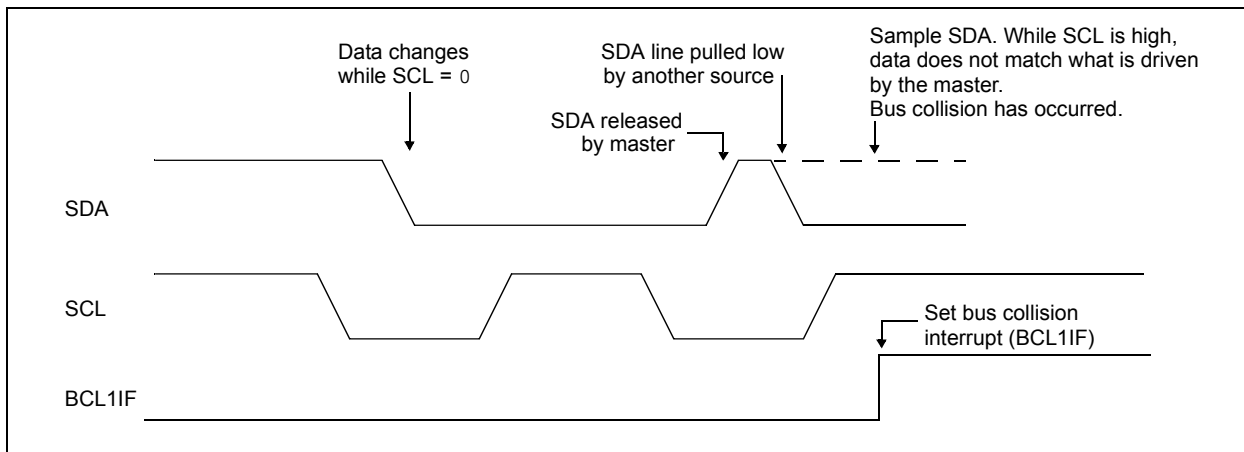 Data changes
while SCL = 0
SDA line pulled low
by another source
Sample SDA. While SCL is high,
data does not match what is driven
by the master.
Bus collision has occurred.
SDA released
by master
SDA
SCL
Set bus collision
interrupt (BCL1IF)
BCL1IF